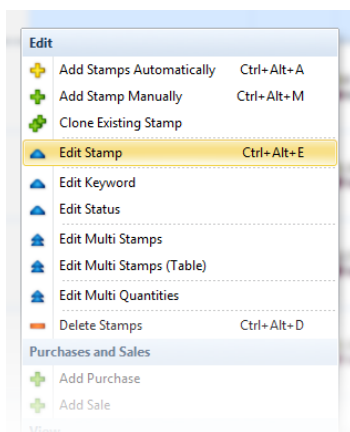 Edit
Add Stamps Automatically Ctrl+Alt+A
Add Stamp Manually Ctrl+Alt+M
Clone Existing Stamp
Edit Stamp Ctrl+Alt+E
Edit Keyword
Edit Status
Edit Multi Stamps
Edit Multi Stamps (Table)
Edit Multi Quantities
Delete Stamps Ctrl+Alt+D
Purchases and Sales
Add Purchase
Add Sale
View